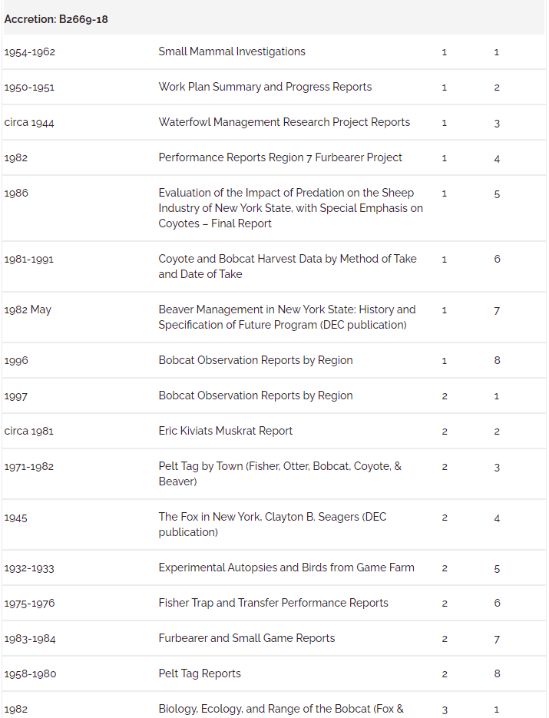 Accretion: B2669-18
1954-1962 Small Mammal Investigations 1 1
1950-1951 Work Plan Summary and Progress Reports 1 2
circa 1944 Waterfowl Management Research Project Reports 1 3
1982 Performance Reports Region 7 Furbearer Project 1 4
1986 Evaluation of the Impact of Predation on the Sheep 1 5
Industry of New York State, with Special Emphasis on
Coyotes – Final Report
1981-1991 Coyote and Bobcat Harvest Data by Method of Take 1 6
and Date of Take
1982 May Beaver Management in New York State: History and 1 7
Specification of Future Program (DEC publication)
1996 Bobcat Observation Reports by Region 1 8
1997 Bobcat Observation Reports by Region 2 1
circa 1981 Eric Kiviats Muskrat Report 2 2
1971-1982 Pelt Tag by Town (Fisher, Otter, Bobcat, Coyote, & 2 3
Beaver)
1945 The Fox in New York, Clayton B. Seagers (DEC 2 4
publication)
1932-1933 Experimental Autopsies and Birds from Game Farm 2 5
1975-1976 Fisher Trap and Transfer Performance Reports 2 6
1983-1984 Furbearer and Small Game Reports 2 7
1958-1980 Pelt Tag Reports 2 8
1982 Biology, Ecology, and Range of the Bobcat (Fox & 3 1